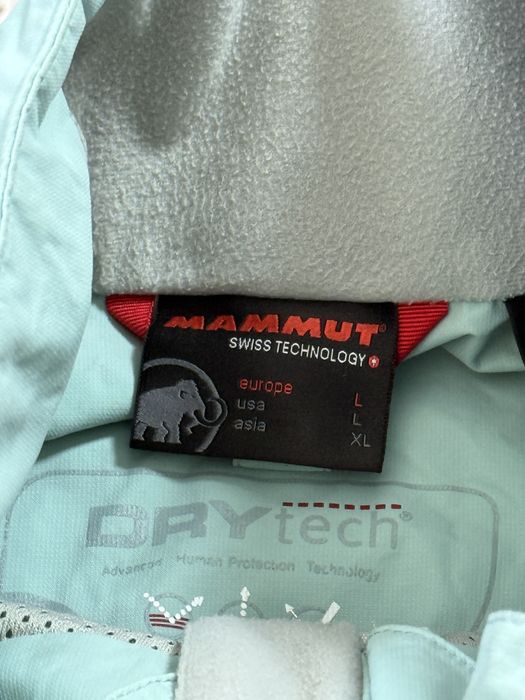 MAMMUT®
SWISS TECHNOLOGY
europe L
usa L
asia XL
DRYtech®
Advanced Human Protection Technology